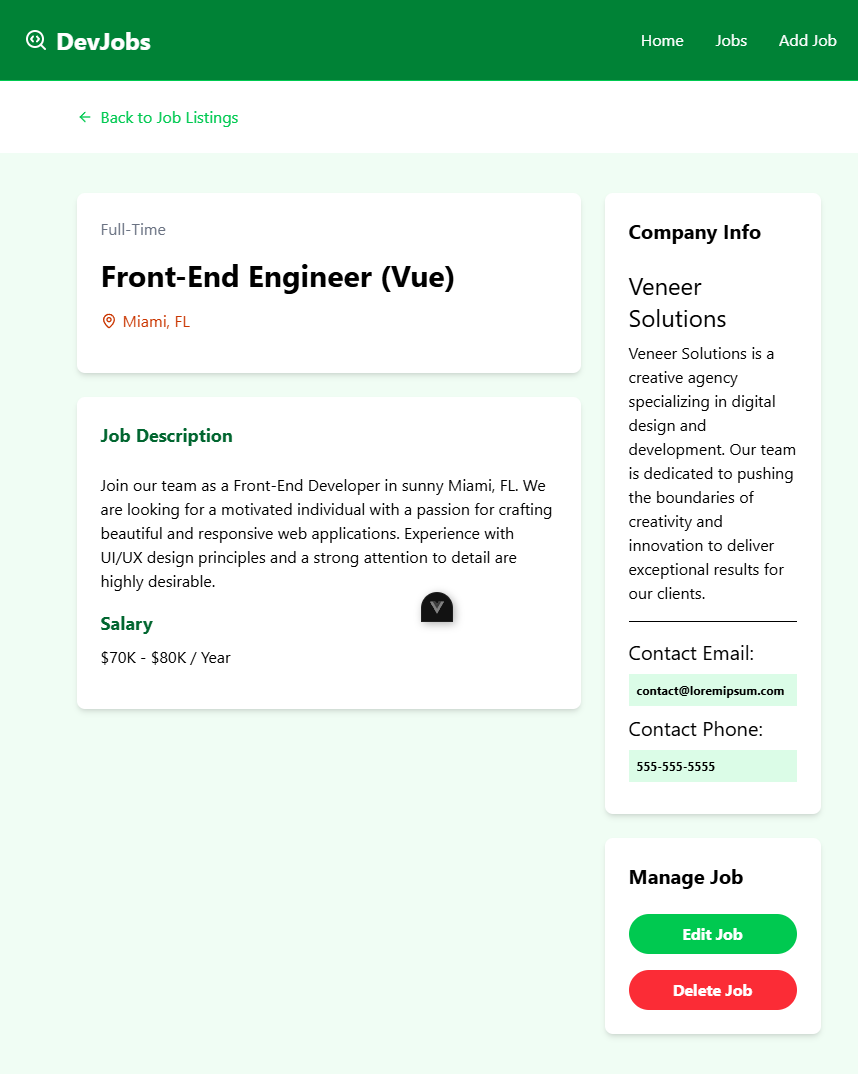 DevJobs
Home Jobs Add Job
Back to Job Listings
Full-Time
Front-End Engineer (Vue)
Miami, FL
Job Description
Join our team as a Front-End Developer in sunny Miami, FL. We
are looking for a motivated individual with a passion for crafting
beautiful and responsive web applications. Experience with
UI/UX design principles and a strong attention to detail are
highly desirable.
Salary
$70K - $80K / Year
Company Info
Veneer
Solutions
Veneer Solutions is a
creative agency
specializing in digital
design and
development. Our team
is dedicated to pushing
the boundaries of
creativity and
innovation to deliver
exceptional results for
our clients.
Contact Email:
contact@loremipsum.com
Contact Phone:
555-555-5555
Manage Job
Edit Job
Delete Job